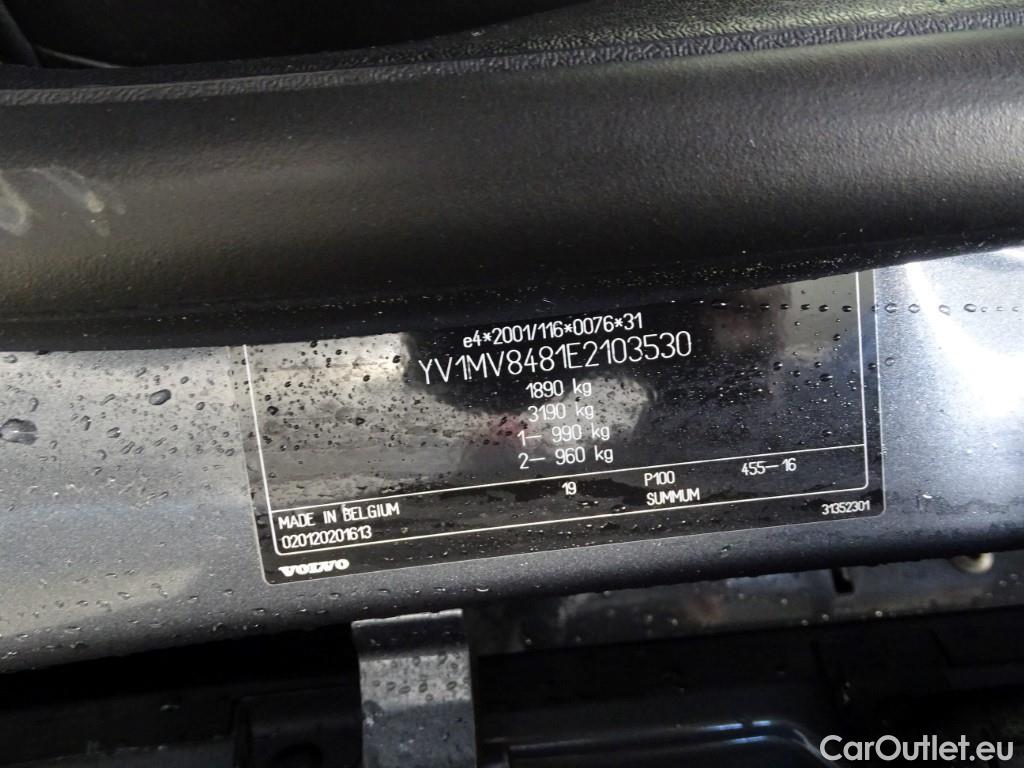 e4*2001/116*0076*31
YV1MV8481E2103530
1890 kg
3190 kg
1— 990 kg
2— 960 kg
19 P100 455—16
MADE IN BELGIUM SUMMUM
020120201613 31352301
VOLVO
CarOutlet.eu